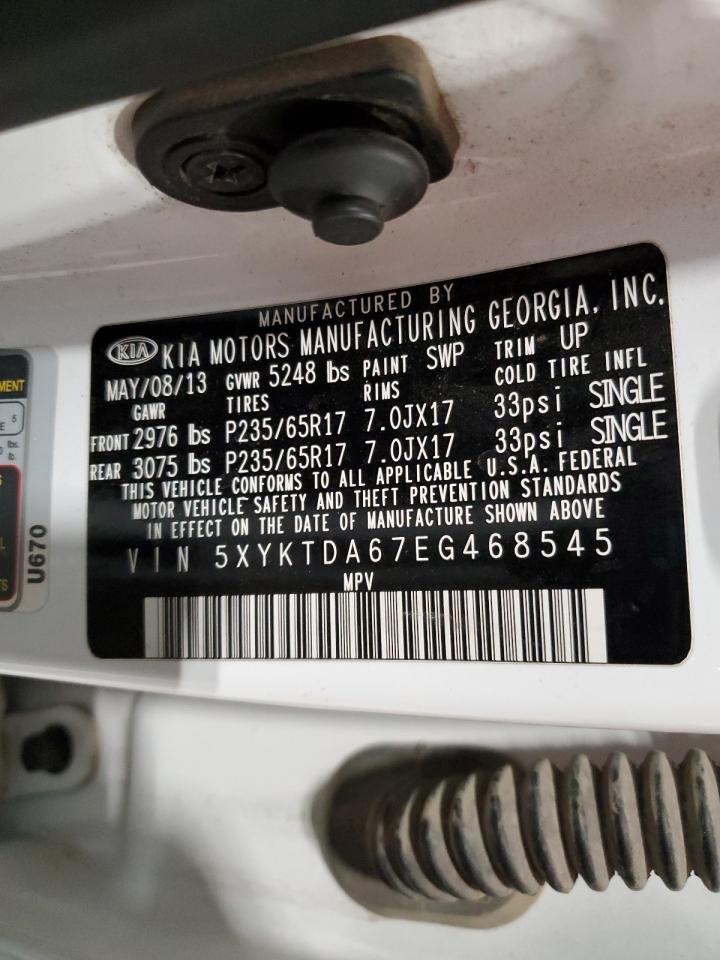 MANUFACTURED BY
KIA KIA MOTORS MANUFACTURING GEORGIA, INC.
MAY/08/13 GVWR 5248 lbs PAINT SWP TRIM UP
GAWR TIRES RIMS COLD TIRE INFL
FRONT 2976 lbs P235/65R17 7.0JX17 33psi SINGLE
REAR 3075 lbs P235/65R17 7.0JX17 33psi SINGLE
THIS VEHICLE CONFORMS TO ALL APPLICABLE U.S.A. FEDERAL
MOTOR VEHICLE SAFETY AND THEFT PREVENTION STANDARDS
IN EFFECT ON THE DATE OF MANUFACTURE SHOWN ABOVE
VIN 5XYKTDA67EG468545
MPV
U670